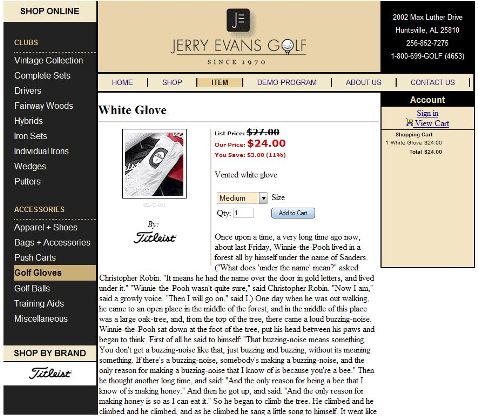 SHOP ONLINE
CLUBS
Vintage Collection
Complete Sets
Drivers
Fairway Woods
Hybrids
Iron Sets
Individual Irons
Wedges
Putters
ACCESSORIES
Apparel + Shoes
Bags + Accessories
Push Carts
Golf Gloves
Golf Balls
Training Aids
Miscellaneous
SHOP BY BRAND
Titleist
JE
JERRY EVANS GOLF
SINCE 1970
2002 Max Luther Drive
Huntsville, AL 25810
256-852-7275
1-800-699-GOLF (4653)
HOME
SHOP
ITEM
DEMO PROGRAM
ABOUT US
CONTACT US
White Glove
By:
Titleist
List Price: $27.00
Our Price: $24.00
You Save: $3.00 (11%)
Vented white glove
Medium Size
Qty: 1 Add to Cart
Once upon a time, a very long time ago now,
about last Friday, Winnie-the-Pooh lived in a
forest all by himself under the name of Sanders.
("What does 'under the name' mean?" asked
Christopher Robin. "It means he had the name over the door in gold letters, and lived
under it." "Winnie-the-Pooh wasn't quite sure," said Christopher Robin. "Now I am,"
said a growly voice. "Then I will go on," said I.) One day when he was out walking,
he came to an open place in the middle of the forest, and in the middle of this place
was a large oak-tree, and, from the top of the tree, there came a loud buzzing-noise.
Winnie-the-Pooh sat down at the foot of the tree, put his head between his paws and
began to think. First of all he said to himself: "That buzzing-noise means something.
You don't get a buzzing-noise like that, just buzzing and buzzing, without its meaning
something. If there's a buzzing-noise, somebody's making a buzzing-noise, and the
only reason for making a buzzing-noise that I know of is because you're a bee." Then
he thought another long time, and said: "And the only reason for being a bee that I
know of is making honey." And then he got up, and said: "And the only reason for
making honey is so as I can eat it." So he began to climb the tree. He climbed and he
climbed and he climbed, and as he climbed he sang a little song to himself. It went like
Account
Sign in
View Cart
Shopping Cart
1 White Glove $24.00
Total $24.00